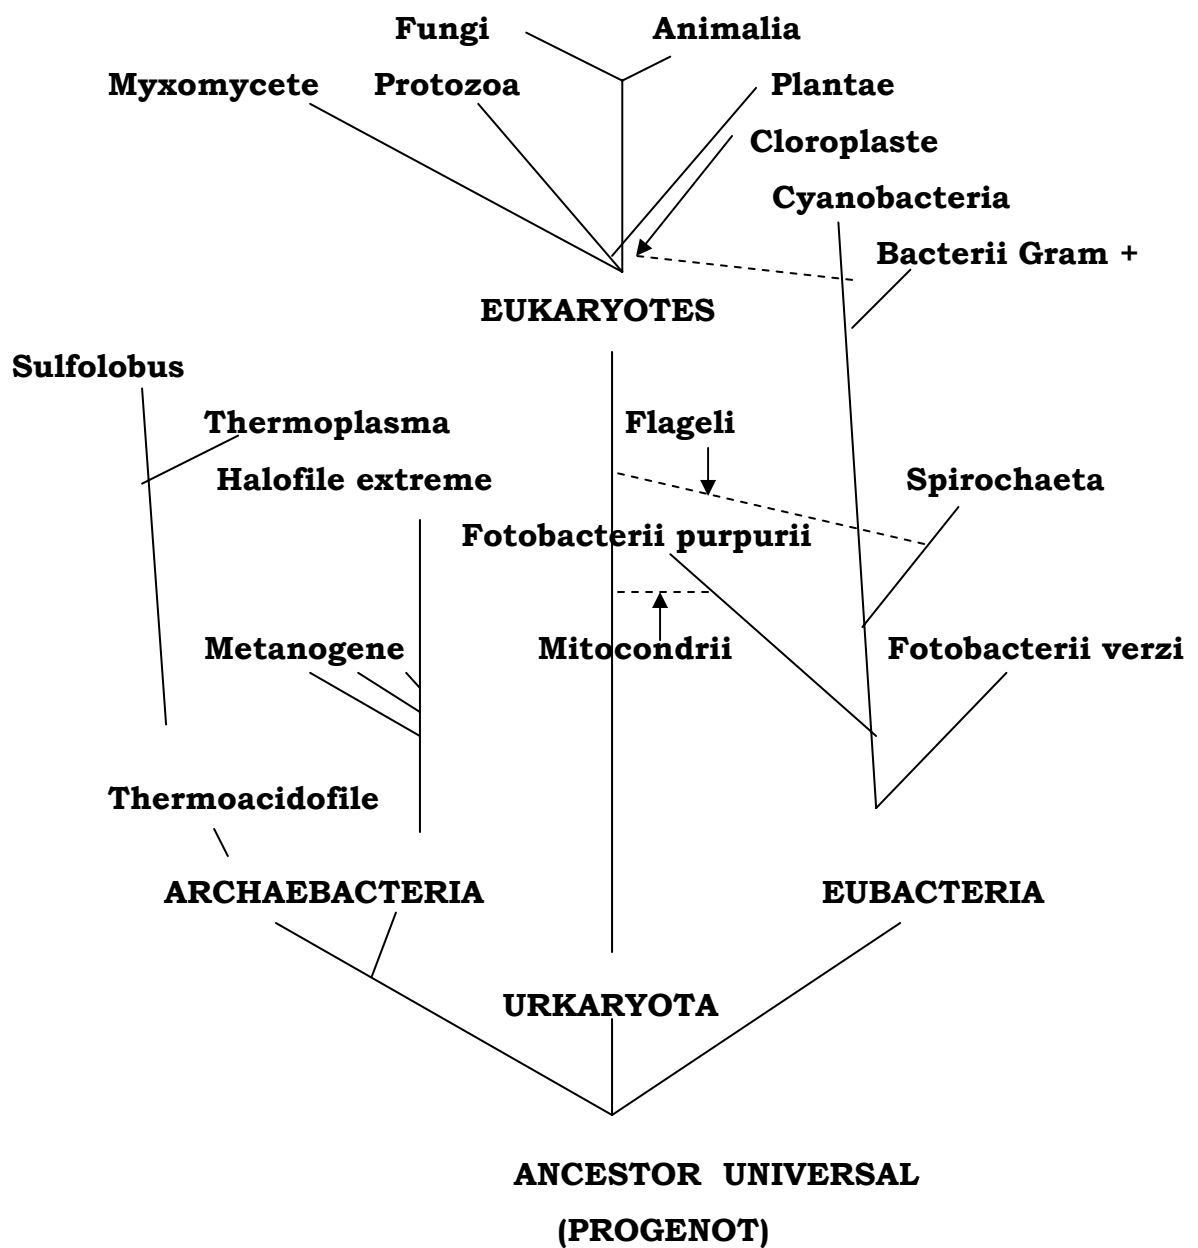 Fungi Animalia
Myxomycete Protozoa Plantae
Cloroplaste
Cyanobacteria
Bacterii Gram +
EUKARYOTES
Sulfolobus
Thermoplasma Flageli
Halofile extreme Spirochaeta
Fotobacterii purpurii
Metanogene Mitocondrii Fotobacterii verzi
Thermoacidofile
ARCHAEBACTERIA EUBACTERIA
URKARYOTA
ANCESTOR UNIVERSAL
(PROGENOT)